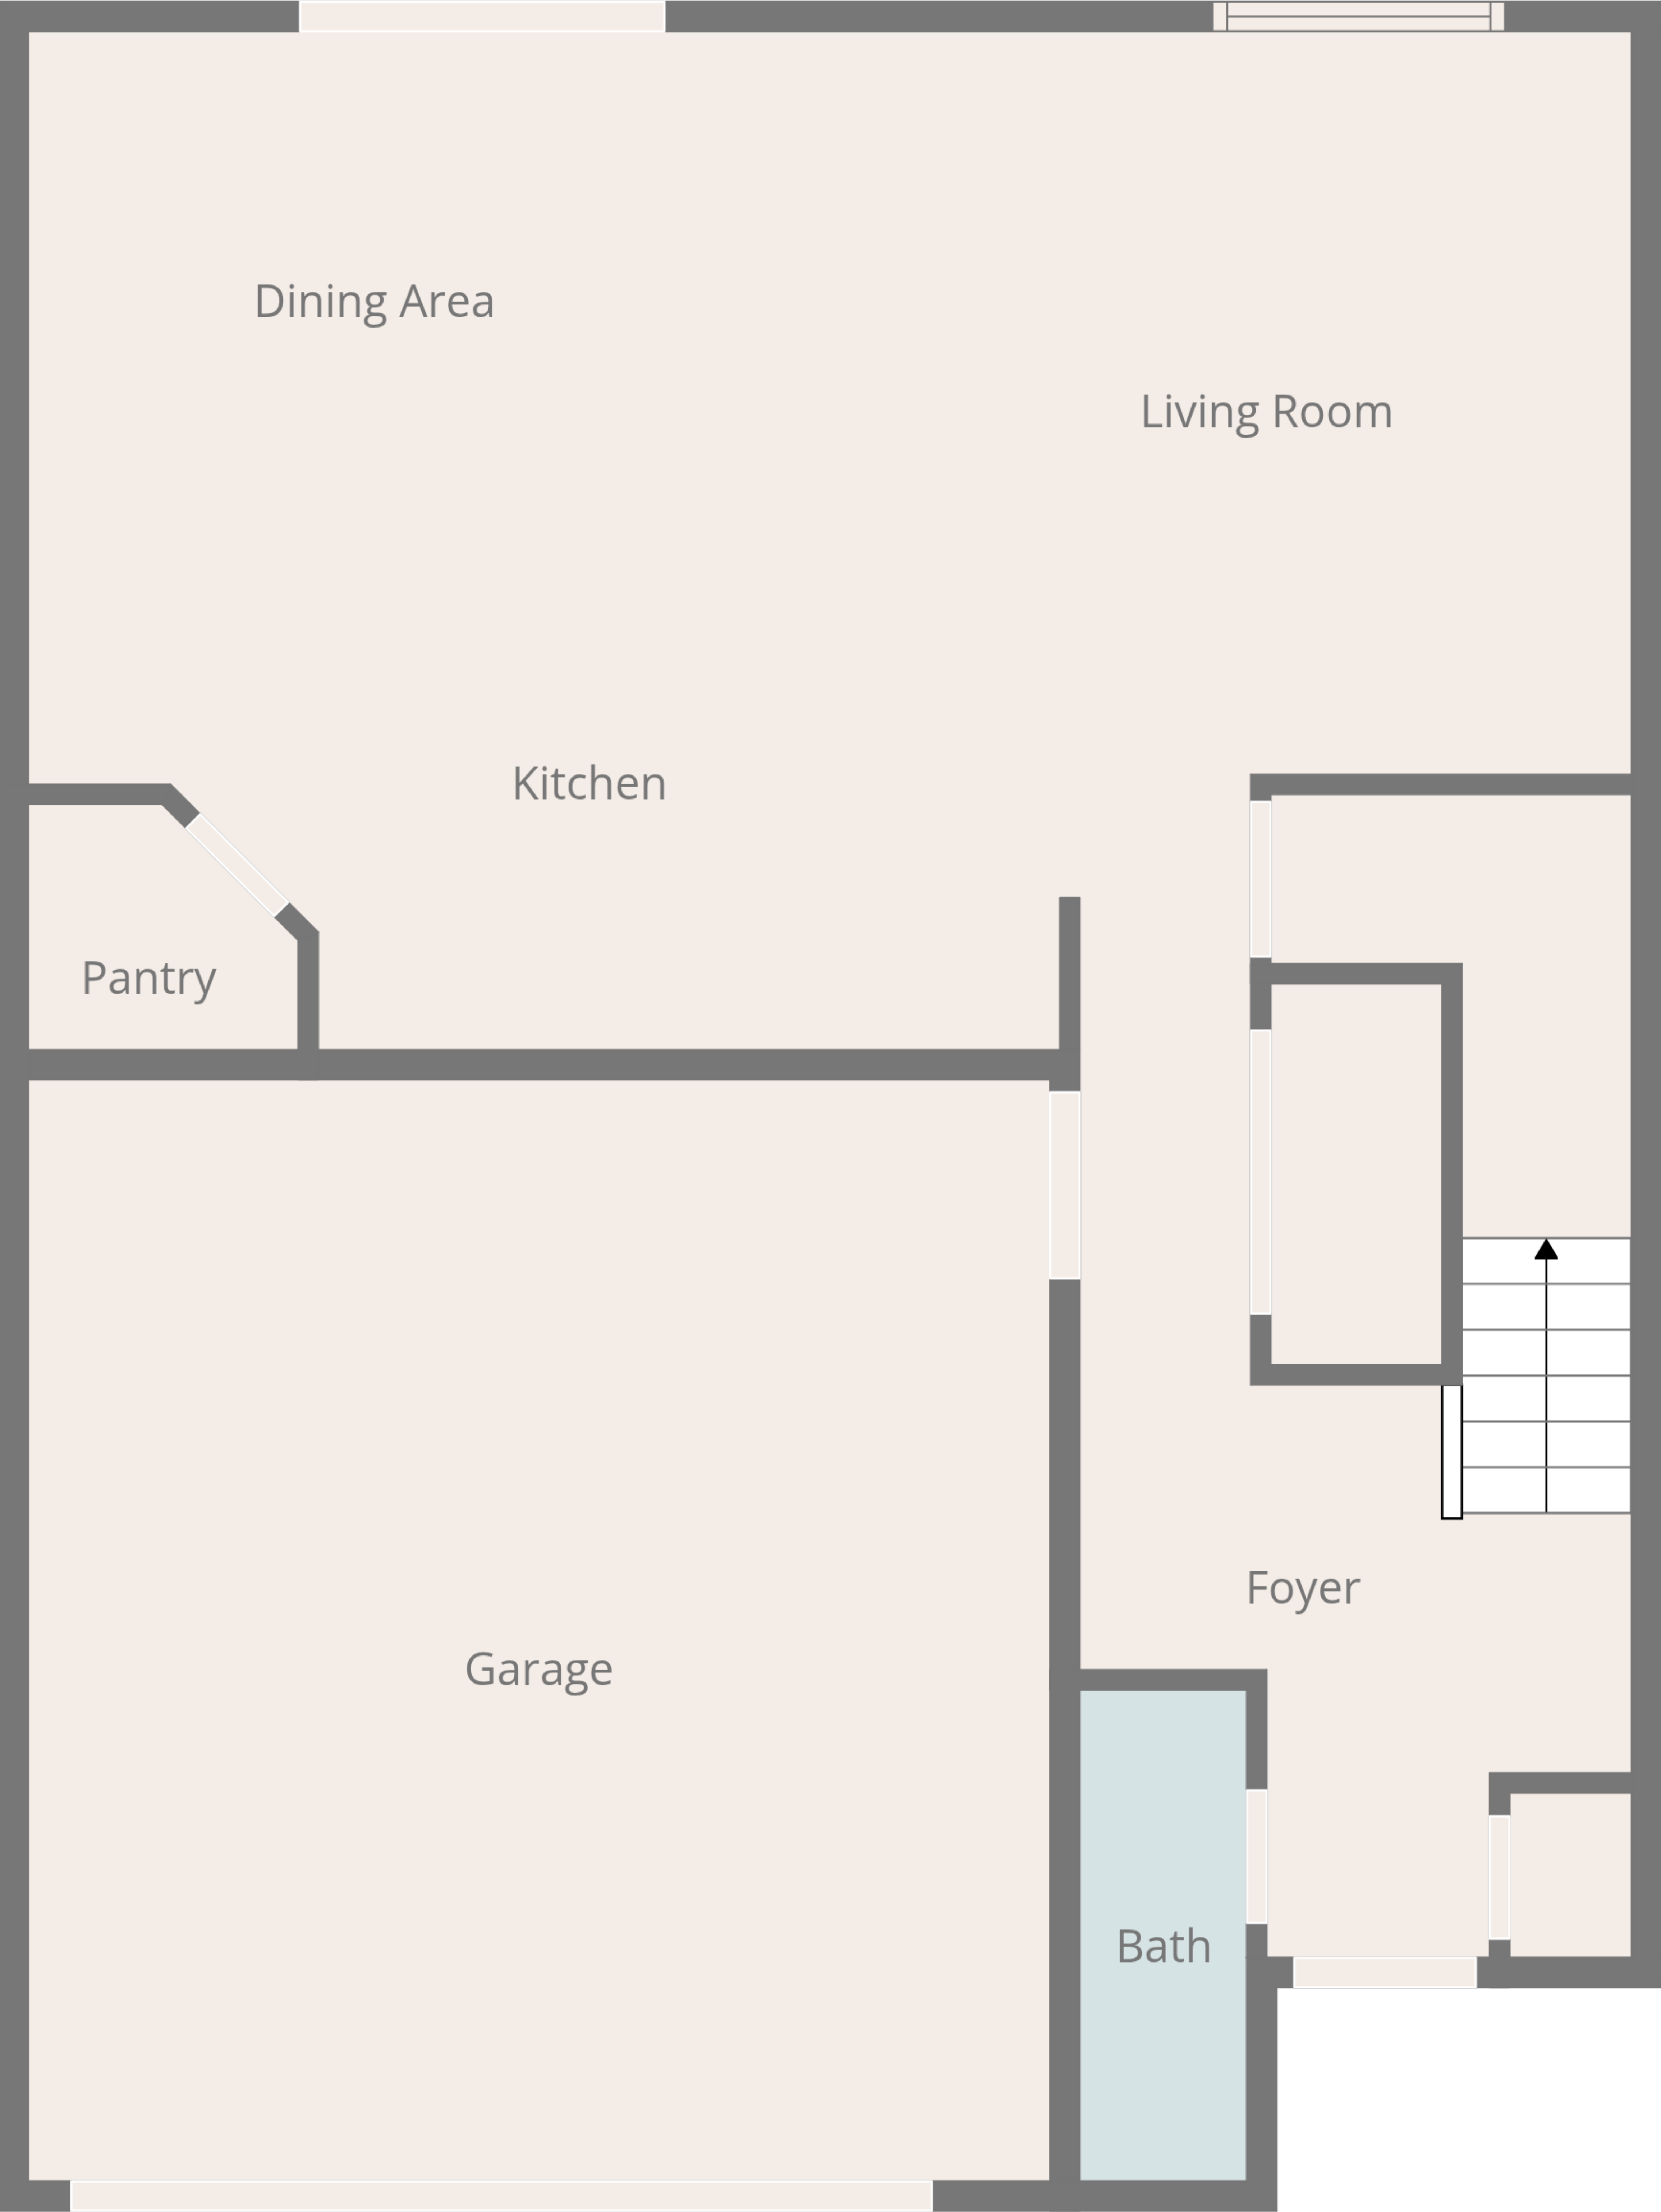 Dining Area
Living Room
Kitchen
Pantry
Foyer
Garage
Bath